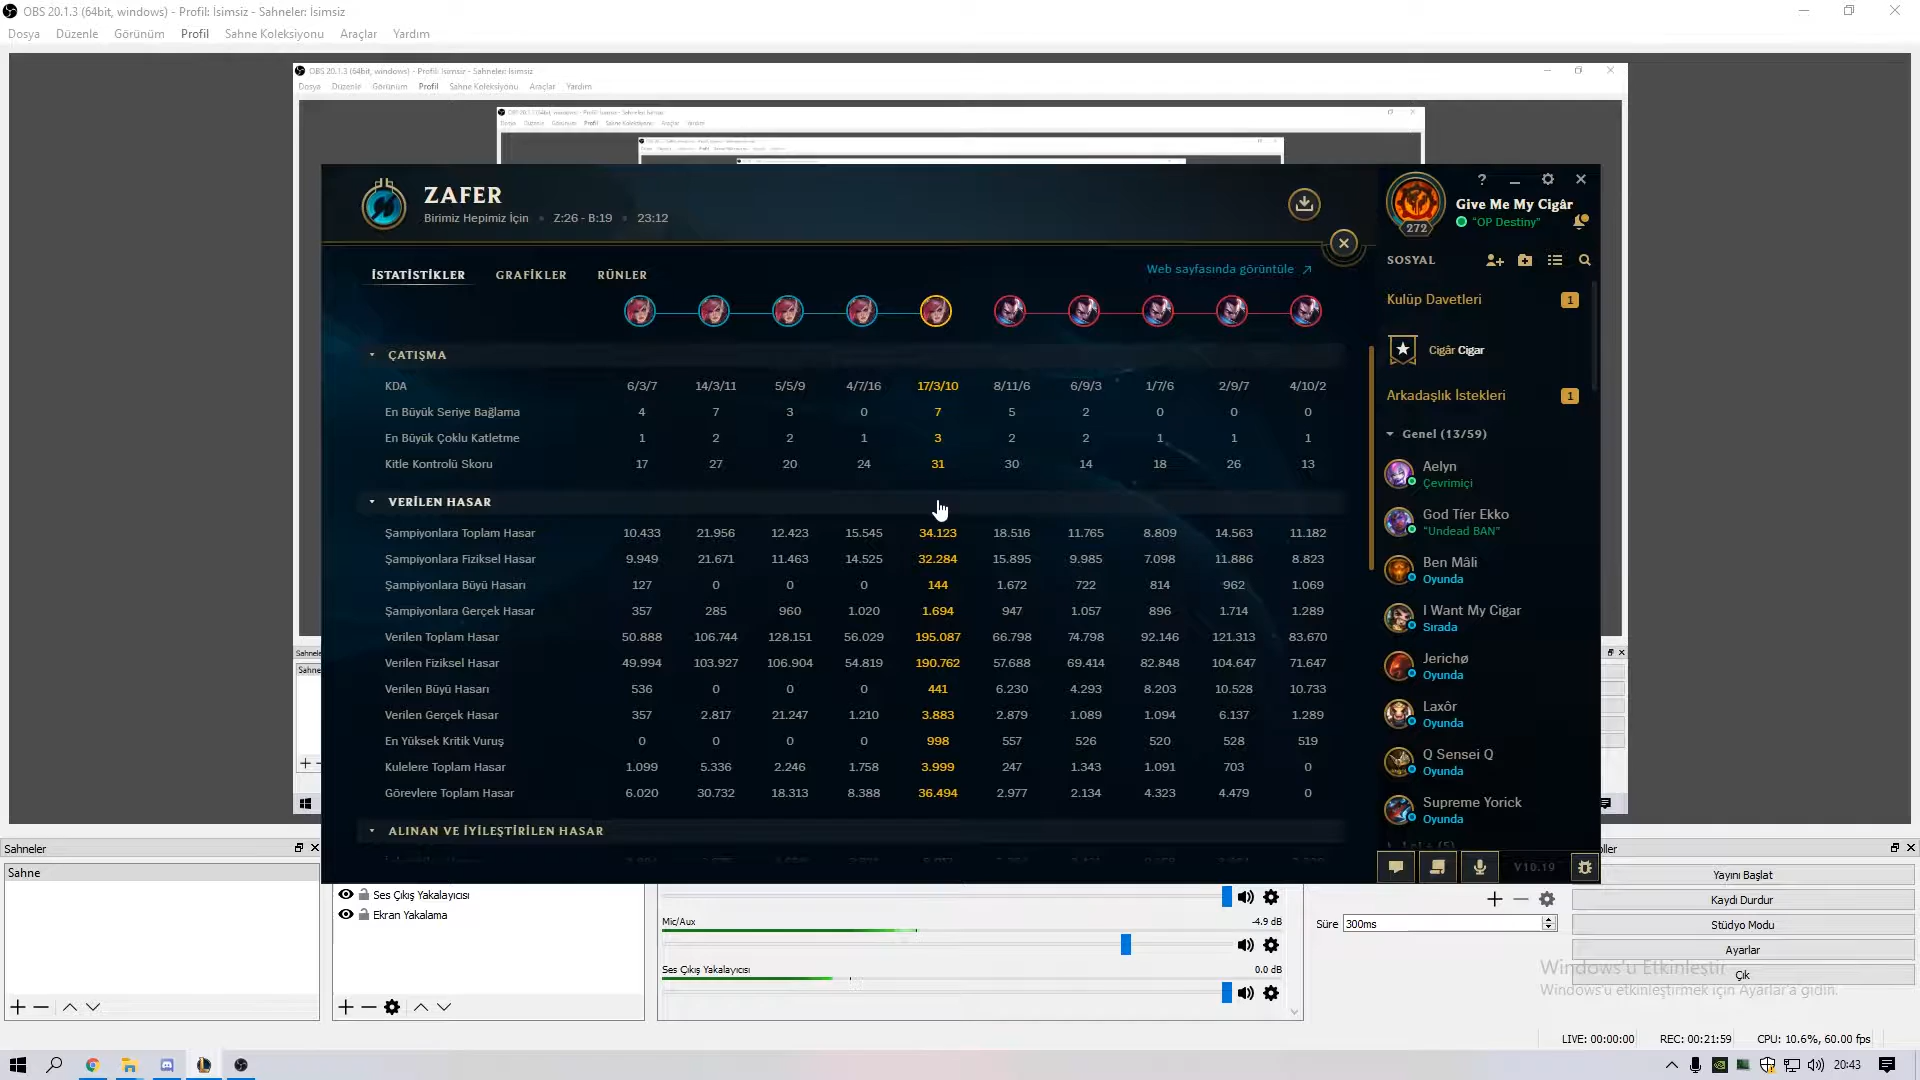 OBS 20.1.3 (64bit, windows) - Profil: İsimsiz - Sahneler: İsimsiz
Dosya Düzenle Görünüm Profil Sahne Koleksiyonu Araçlar Yardım
OBS 20.1.3 (64bit, windows) - Profil: İsimsiz - Sahneler: İsimsiz
Dosya Düzenle Görünüm Profil Sahne Koleksiyonu Araçlar Yardım
ZAFER
Birimiz Hepimiz İçin Z:26 - B:19 23:12
İSTATİSTİKLER GRAFİKLER RÜNLER
Web sayfasında görüntüle
ÇATIŞMA
KDA 6/3/7 14/3/11 5/5/9 4/7/16 17/3/10 8/11/6 6/9/3 1/7/6 2/9/7 4/10/2
En Büyük Seriye Bağlama 4 7 3 0 7 5 2 0 0 0
En Büyük Çoklu Katletme 1 2 2 1 3 2 2 1 1 1
Kitle Kontrolü Skoru 17 27 20 24 31 30 14 18 26 13
VERİLEN HASAR
Şampiyonlara Toplam Hasar 10.433 21.956 12.423 15.545 34.123 18.516 11.765 8.809 14.563 11.182
Şampiyonlara Fiziksel Hasar 9.949 21.671 11.463 14.525 32.284 15.895 9.985 7.098 11.886 8.823
Şampiyonlara Büyü Hasarı 127 0 0 0 144 1.672 722 814 962 1.069
Şampiyonlara Gerçek Hasar 357 285 960 1.020 1.694 947 1.057 896 1.714 1.289
Verilen Toplam Hasar 50.888 106.744 128.151 56.029 195.087 66.798 74.798 92.146 121.313 83.670
Verilen Fiziksel Hasar 49.994 103.927 106.904 54.819 190.762 57.688 69.414 82.848 104.647 71.647
Verilen Büyü Hasarı 536 0 0 0 441 6.230 4.293 8.203 10.528 10.733
Verilen Gerçek Hasar 357 2.817 21.247 1.210 3.883 2.879 1.089 1.094 6.137 1.289
En Yüksek Kritik Vuruş 0 0 0 0 998 557 526 520 528 519
Kulelere Toplam Hasar 1.099 5.336 2.246 1.758 3.999 247 1.343 1.091 703 0
Görevlere Toplam Hasar 6.020 30.732 18.313 8.388 36.494 2.977 2.134 4.323 4.479 0
ALINAN VE İYİLEŞTİRİLEN HASAR
?
272
Give Me My Cigâr
"OP Destiny"
SOSYAL
Kulüp Davetleri 1
Cigâr Cigar
Arkadaşlık İstekleri 1
Genel (13/59)
Aelyn
Çevrimiçi
God Tíer Ekko
"Undead BAN"
Ben Mâli
Oyunda
I Want My Cigar
Sırada
Jerichø
Oyunda
Laxôr
Oyunda
Q Sensei Q
Oyunda
Supreme Yorick
Oyunda
V10.19
Sahneler
Sahne
Ses Çıkış Yakalayıcısı
Ekran Yakalama
Mic/Aux -4.9 dB
Ses Çıkış Yakalayıcısı 0.0 dB
Süre 300ms
Yayını Başlat
Kaydı Durdur
Stüdyo Modu
Ayarlar
Çık
Windows'u Etkinleştir
Windows'u etkinleştirmek için Ayarlar'a gidin.
LIVE: 00:00:00 REC: 00:21:59 CPU: 10.6%, 60.00 fps
20:43